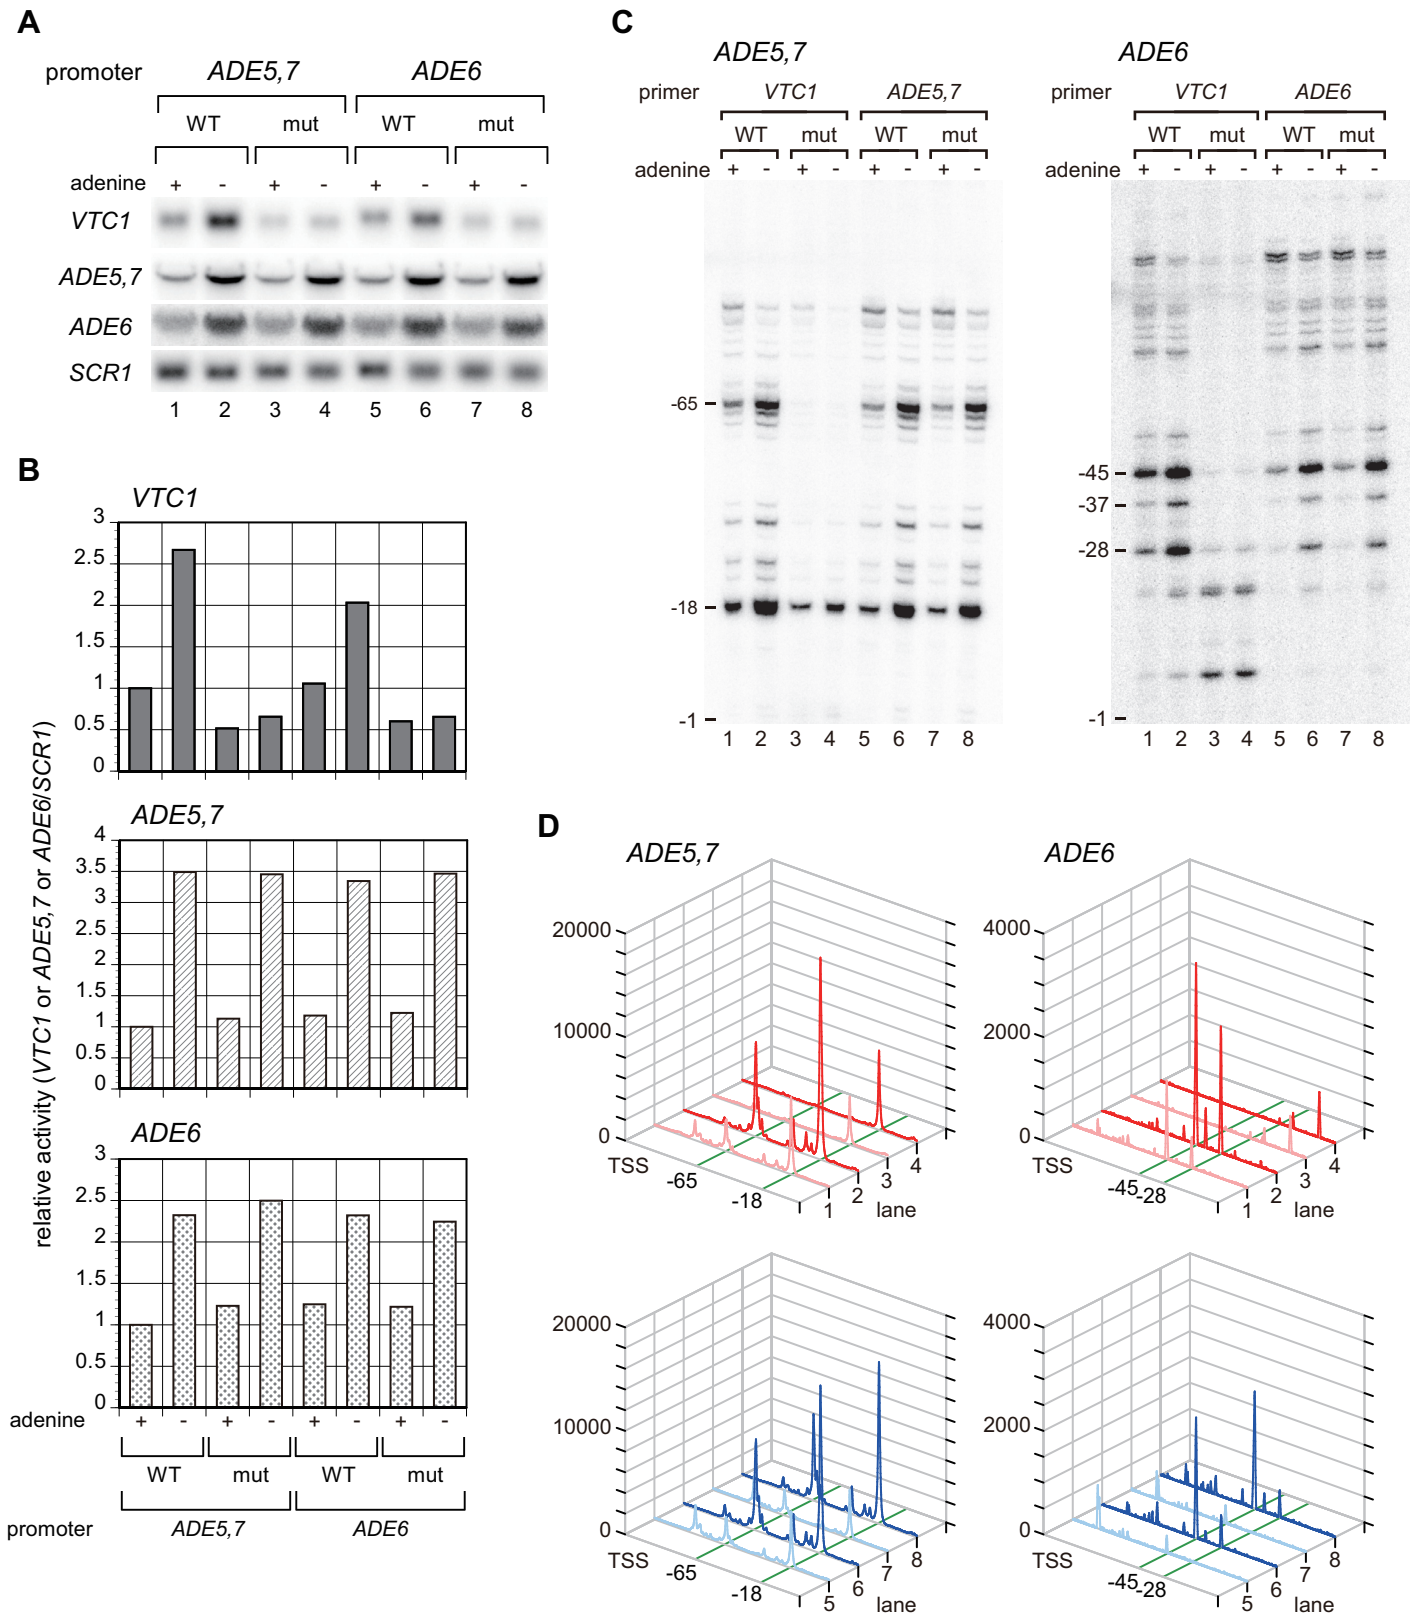 A
promoter ADE5,7 ADE6
WT mut WT mut
adenine + - + - + - + -
VTC1
ADE5,7
ADE6
SCR1
1 2 3 4 5 6 7 8
B
relative activity (VTC1 or ADE5,7 or ADE6/SCR1)
VTC1
3
2.5
2
1.5
1
0.5
0
ADE5,7
4
3.5
3
2.5
2
1.5
1
0.5
0
ADE6
3
2.5
2
1.5
1
0.5
0
adenine + - + - + - + -
WT mut WT mut
promoter ADE5,7 ADE6
C
ADE5,7
primer VTC1 ADE5,7
WT mut WT mut
adenine + - + - + - + -
-65
-18
-1
1 2 3 4 5 6 7 8
ADE6
primer VTC1 ADE6
WT mut WT mut
adenine + - + - + - + -
-45
-37
-28
-1
1 2 3 4 5 6 7 8
D
ADE5,7
20000
10000
0
TSS
-65
-18
1 2 3 4
lane
ADE6
4000
2000
0
TSS
-45
-28
1 2 3 4
lane
20000
10000
0
TSS
-65
-18
5 6 7 8
lane
4000
2000
0
TSS
-45
-28
5 6 7 8
lane